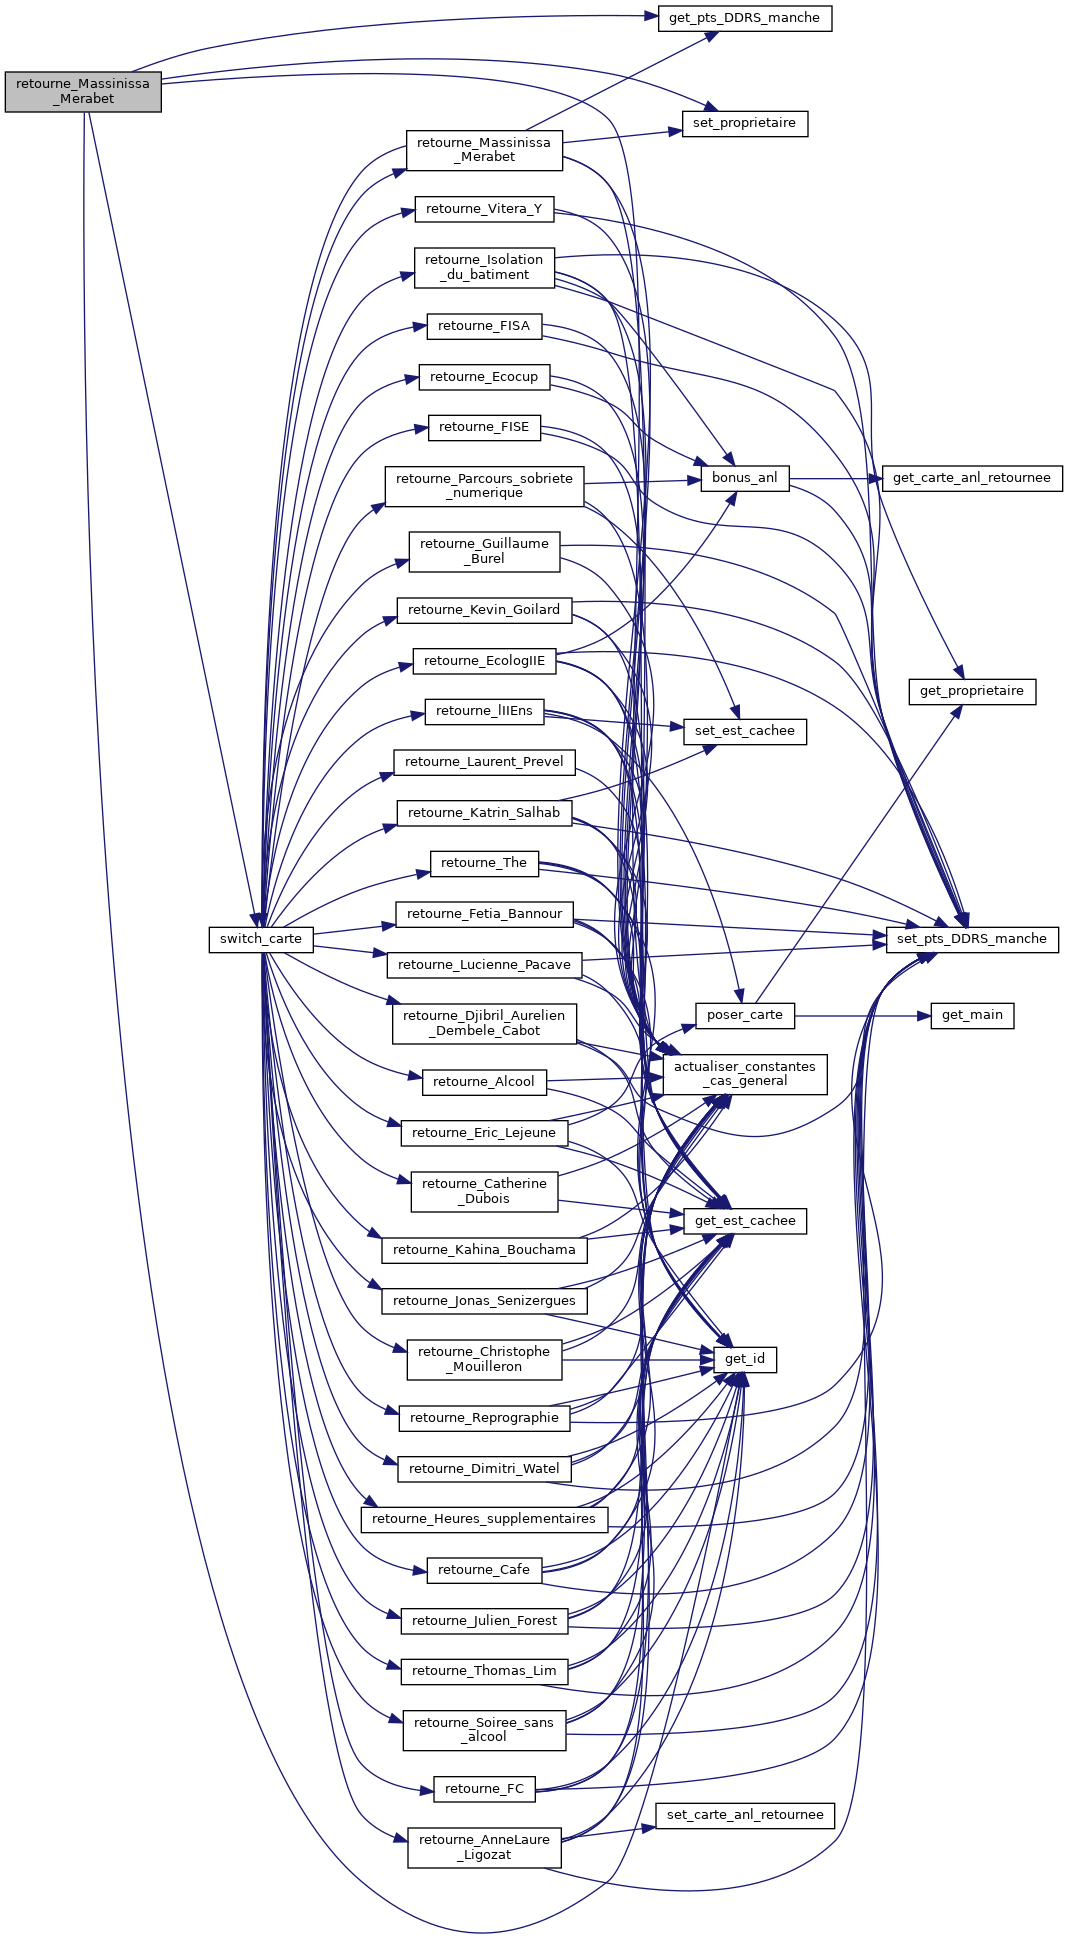 retourne_Massinissa
_Merabet
get_pts_DDRS_manche
set_proprietaire
retourne_Massinissa
_Merabet
retourne_Vitera_Y
retourne_Isolation
_du_batiment
retourne_FISA
retourne_Ecocup
retourne_FISE
retourne_Parcours_sobriete
_numerique
bonus_anl
get_carte_anl_retournee
retourne_Guillaume
_Burel
retourne_Kevin_Goilard
retourne_EcologIIE
get_proprietaire
retourne_lIIEns
set_est_cachee
retourne_Laurent_Prevel
retourne_Katrin_Salhab
retourne_The
retourne_Fetia_Bannour
switch_carte
set_pts_DDRS_manche
retourne_Lucienne_Pacave
retourne_Djibril_Aurelien
_Dembele_Cabot
poser_carte
get_main
actualiser_constantes
_cas_general
retourne_Alcool
retourne_Eric_Lejeune
retourne_Catherine
_Dubois
get_est_cachee
retourne_Kahina_Bouchama
retourne_Jonas_Senizergues
retourne_Christophe
_Mouilleron
get_id
retourne_Reprographie
retourne_Dimitri_Watel
retourne_Heures_supplementaires
retourne_Cafe
retourne_Julien_Forest
retourne_Thomas_Lim
retourne_Soiree_sans
_alcool
retourne_FC
set_carte_anl_retournee
retourne_AnneLaure
_Ligozat